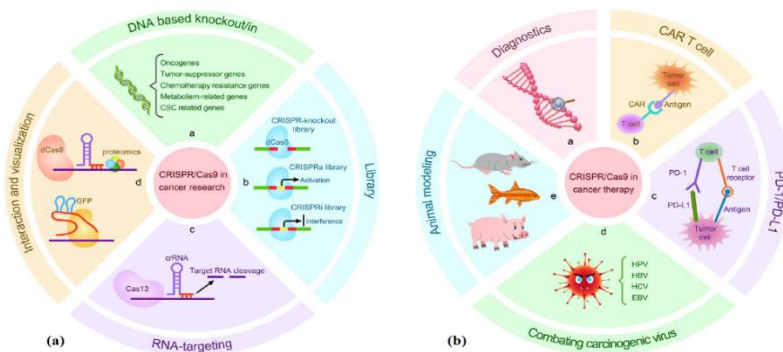 DNA based knockout/in
Oncogenes
Tumor-suppressor genes
Chemotherapy resistance genes
Metabolism-related genes
CSC related genes
a
Library
CRISPR-knockout
library
dCas9
CRISPRa library
Activation
CRISPRi library
Interference
b
RNA-targeting
c
crRNA
Target RNA cleavage
Cas13
Interaction and visualization
dCas9
proteomics
GFP
d
CRISPR/Cas9 in
cancer research
(a)
Diagnostics
a
CAR T cell
Tumor
cell
CAR
Antigen
T cell
b
PD-1/PD-L1
T cell
PD-1
T cell
receptor
PD-L1
Antigen
Tumor
cell
c
Combating carcinogenic virus
d
HPV
HBV
HCV
EBV
Animal modeling
e
CRISPR/Cas9 in
cancer therapy
(b)